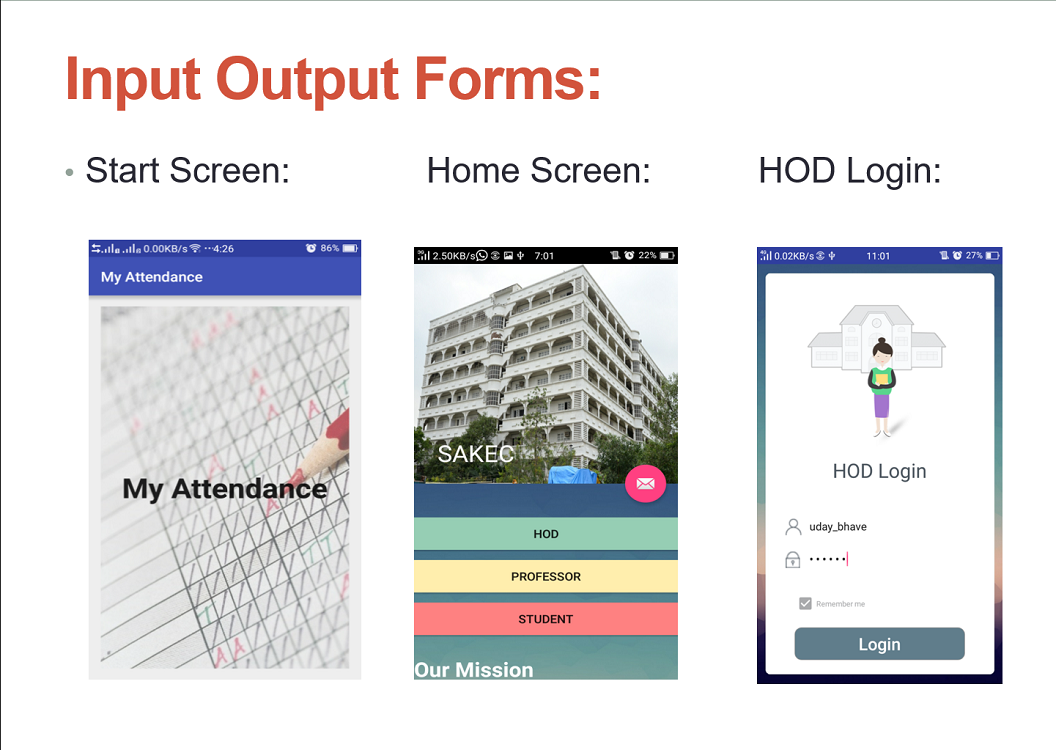 Input Output Forms:
• Start Screen:
Home Screen:
HOD Login:
0.00KB/s ···4:26
86%
My Attendance
My Attendance
2.50KB/s 7:01
22%
SAKEC
HOD
PROFESSOR
STUDENT
Our Mission
0.02KB/s 11:01
27%
HOD Login
uday_bhave
••••••
Remember me
Login